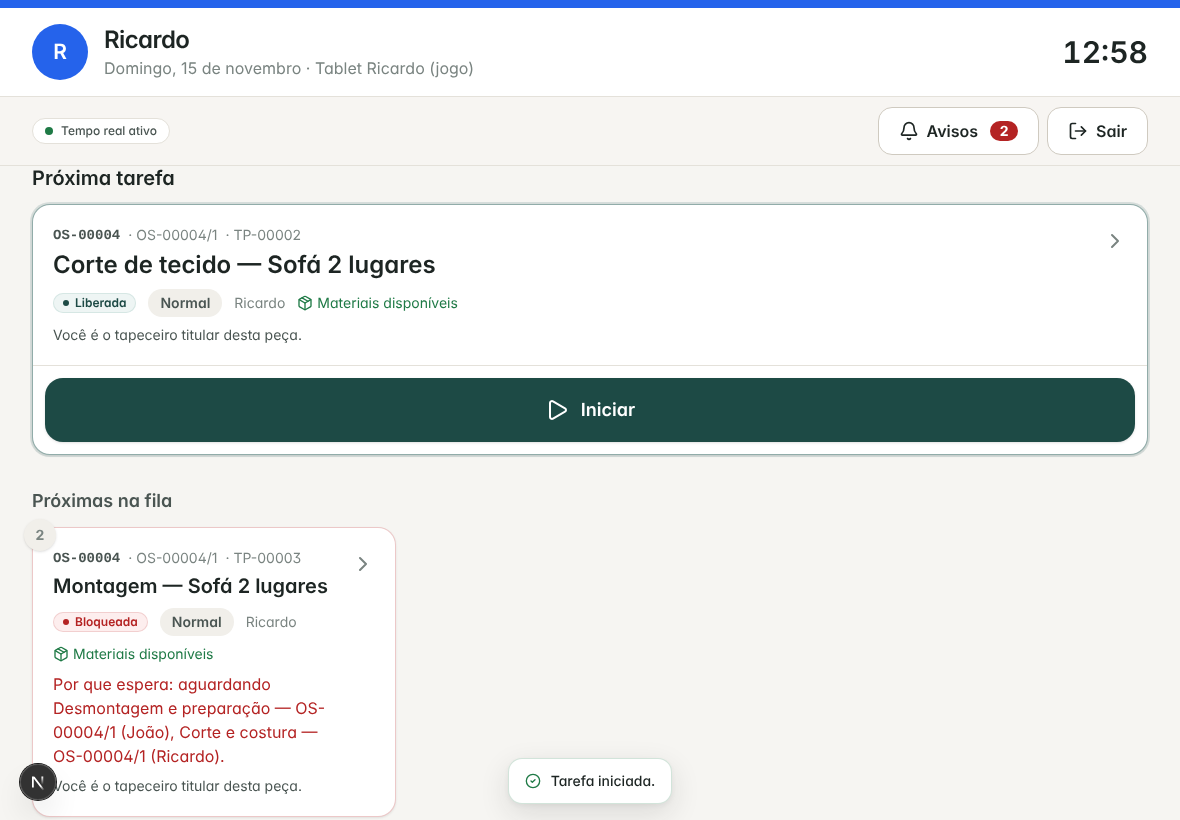 R
Ricardo
Domingo, 15 de novembro · Tablet Ricardo (jogo)
12:58
Tempo real ativo
Avisos 2
Sair
Próxima tarefa
OS-00004 · OS-00004/1 · TP-00002
Corte de tecido — Sofá 2 lugares
Liberada Normal Ricardo Materiais disponíveis
Você é o tapeceiro titular desta peça.
Iniciar
Próximas na fila
2
OS-00004 · OS-00004/1 · TP-00003
Montagem — Sofá 2 lugares
Bloqueada Normal Ricardo
Materiais disponíveis
Por que espera: aguardando
Desmontagem e preparação — OS-
00004/1 (João), Corte e costura —
OS-00004/1 (Ricardo).
Você é o tapeceiro titular desta peça.
N
Tarefa iniciada.